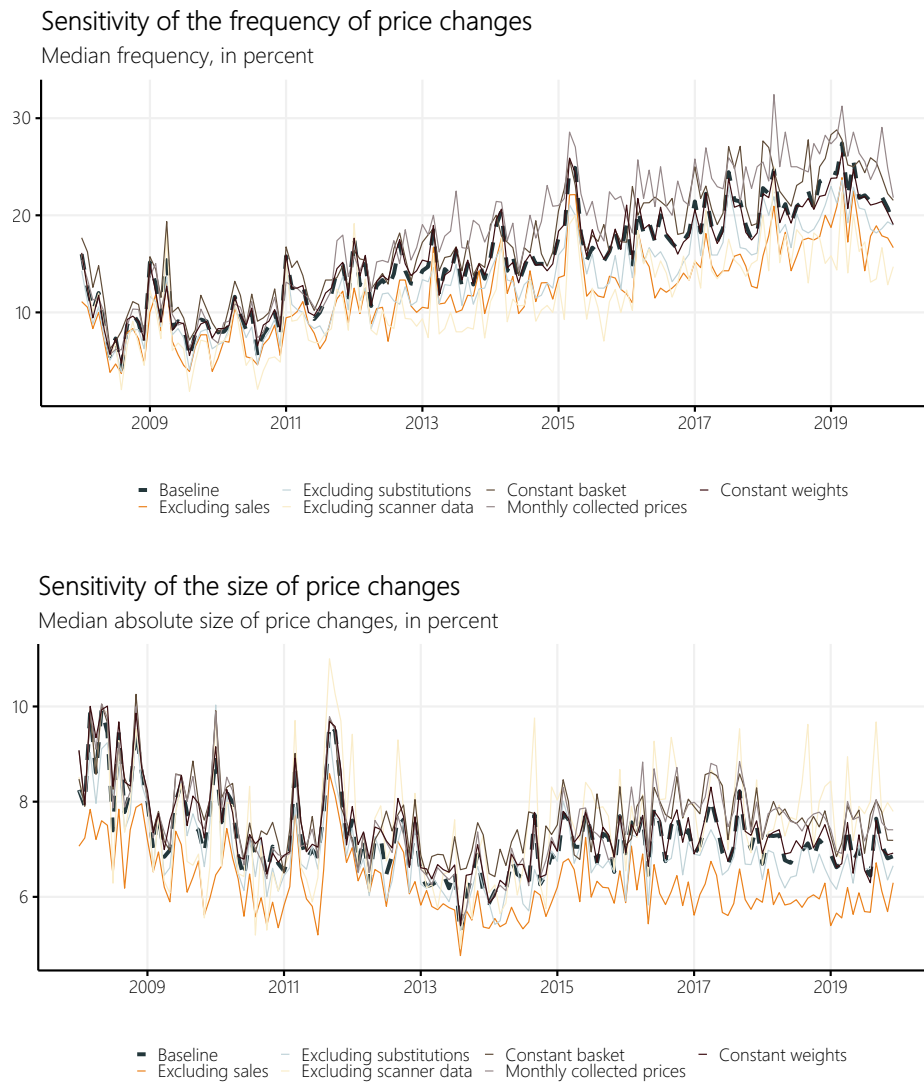 Sensitivity of the frequency of price changes
Median frequency, in percent
30
20
10
2009 2011 2013 2015 2017 2019
Baseline Excluding substitutions Constant basket Constant weights
Excluding sales Excluding scanner data Monthly collected prices
Sensitivity of the size of price changes
Median absolute size of price changes, in percent
10
8
6
2009 2011 2013 2015 2017 2019
Baseline Excluding substitutions Constant basket Constant weights
Excluding sales Excluding scanner data Monthly collected prices